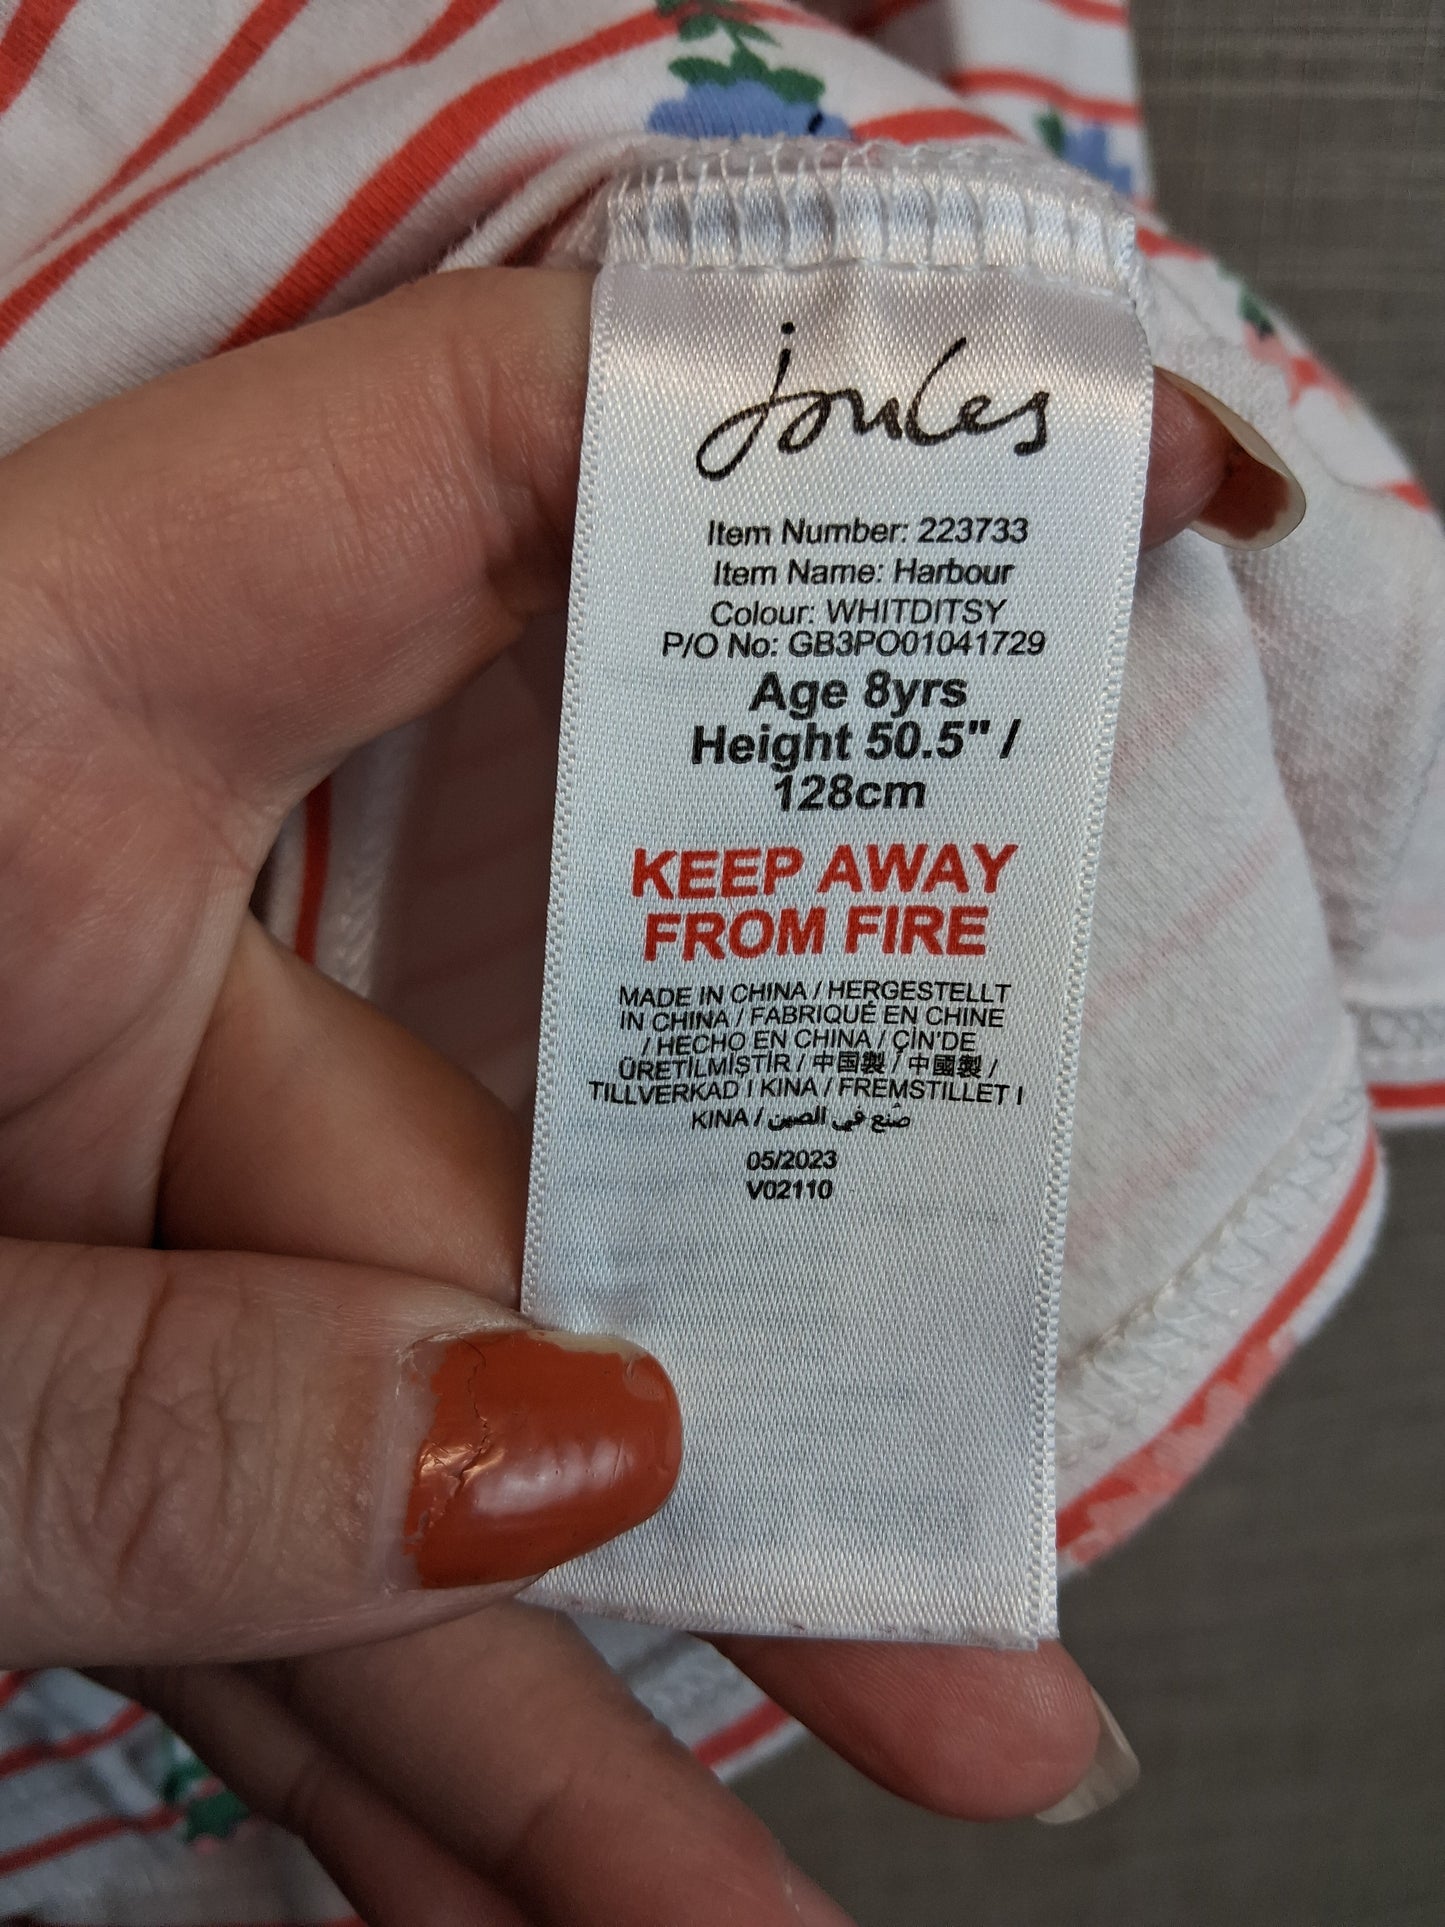 joules
Item Number: 223733
Item Name: Harbour
Colour: WHITDITSY
P/O No: GB3PO01041729
Age 8yrs
Height 50.5" /
128cm
KEEP AWAY
FROM FIRE
MADE IN CHINA / HERGESTELLT
IN CHINA / FABRIQUÉ EN CHINE
/ HECHO EN CHINA / ÇİN'DE
ÜRETİLMİŞTİR / 中国製 / 中國製 /
TILLVERKAD I KINA / FREMSTILLET I
KINA / صُنع في الصين
05/2023
V02110